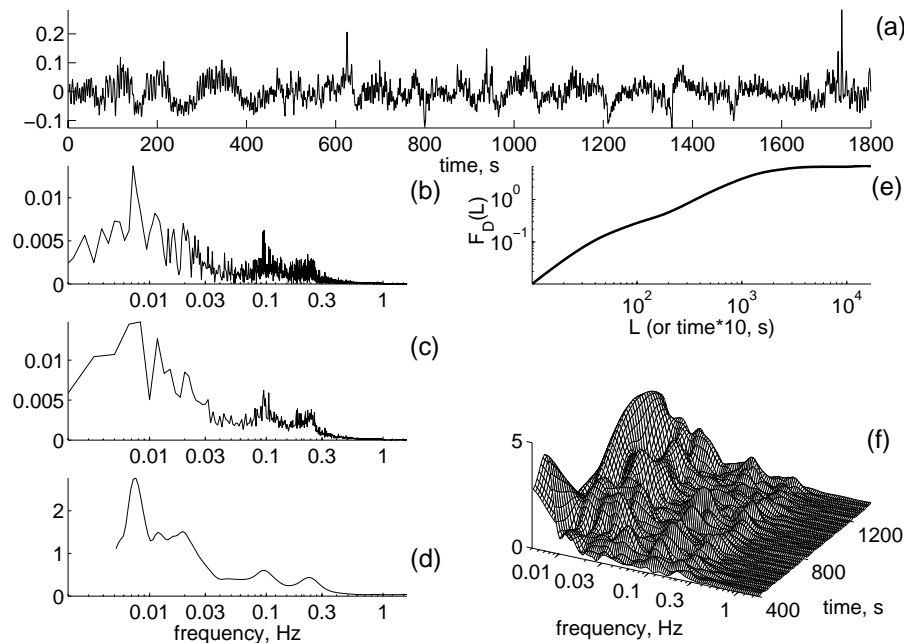 (a)
0.2
0.1
0
−0.1
0 200 400 600 800 1000 1200 1400 1600 1800
time, s
(b)
0.01
0.005
0
0.01 0.03 0.1 0.3 1
(e)
F_D(L)
10^0
10^−1
10^2 10^3 10^4
L (or time*10, s)
(c)
0.01
0.005
0
0.01 0.03 0.1 0.3 1
(d)
2
1
0
0.01 0.03 0.1 0.3 1
frequency, Hz
(f)
5
0
0.01 0.03 0.1 0.3 1
frequency, Hz
400 800 1200
time, s